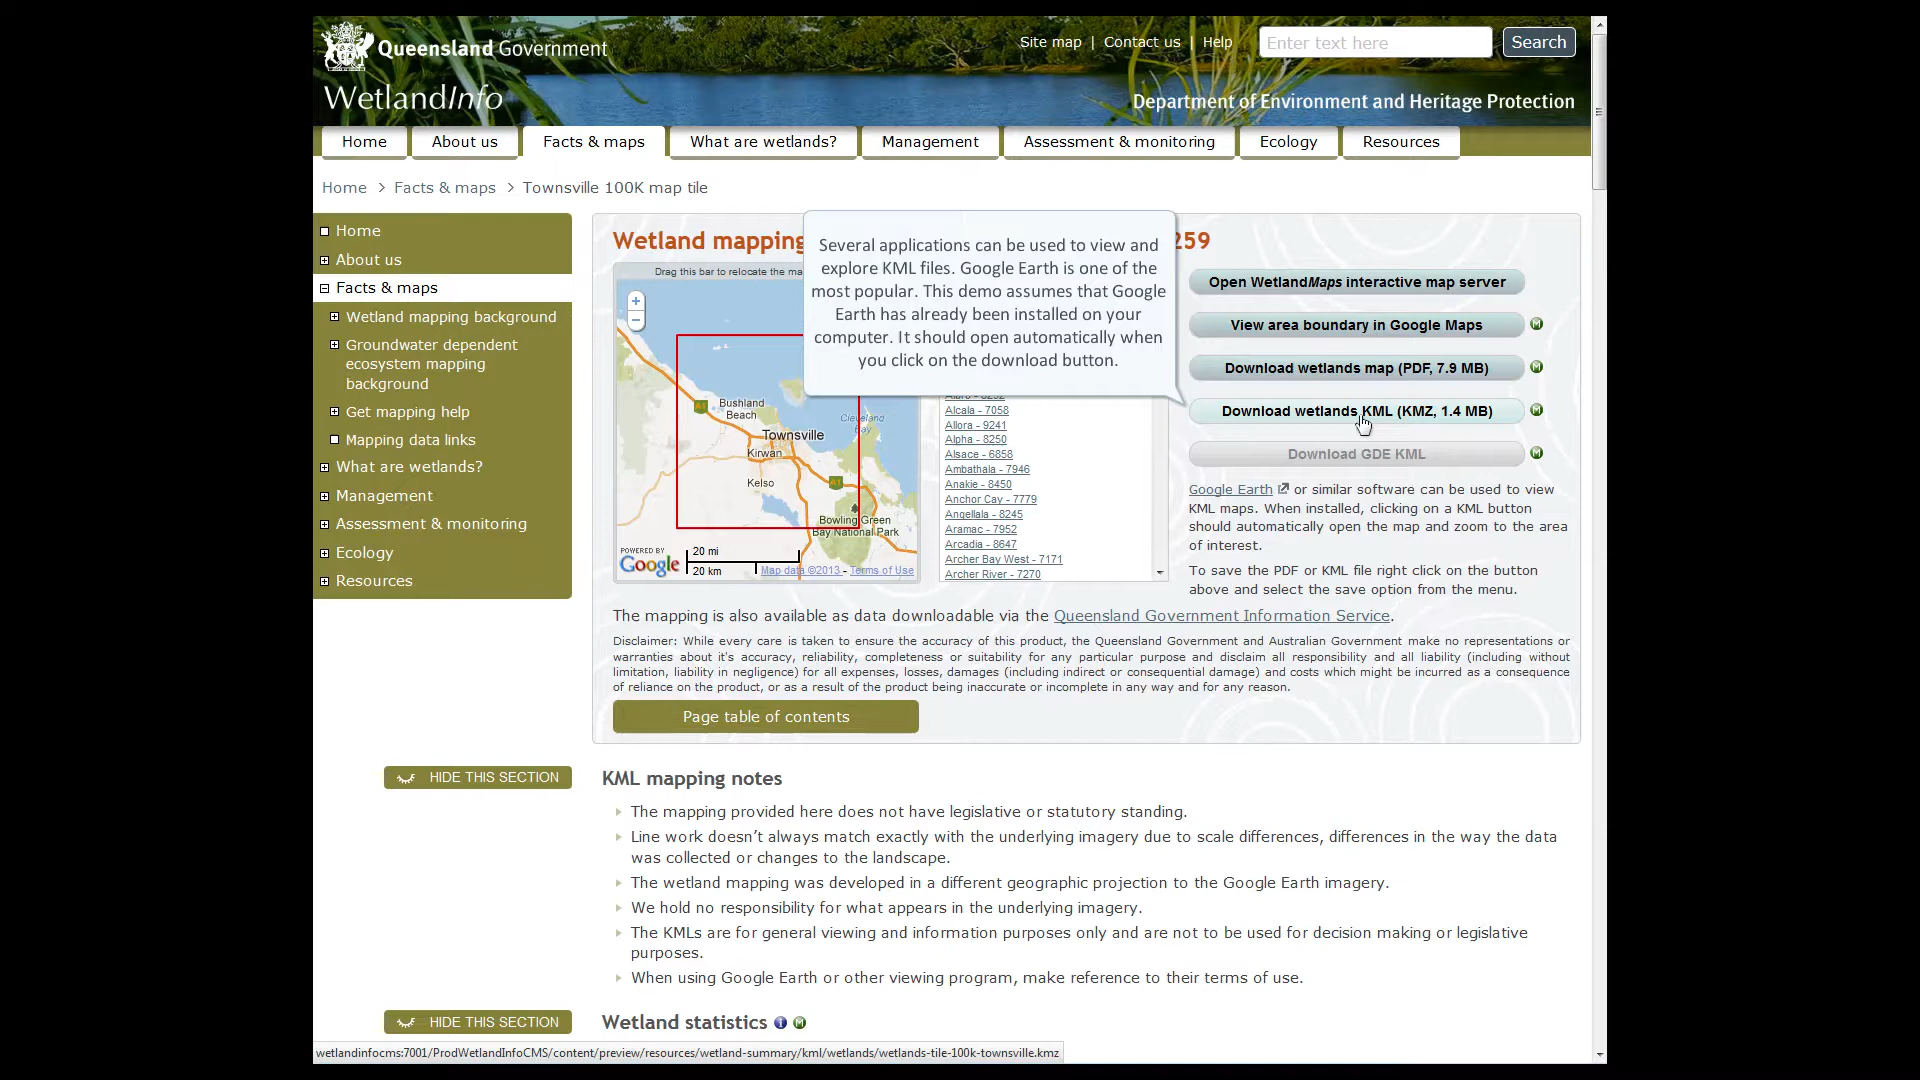 Queensland Government
Site map | Contact us | Help
Enter text here
Search
WetlandInfo
Department of Environment and Heritage Protection
Home
About us
Facts & maps
What are wetlands?
Management
Assessment & monitoring
Ecology
Resources
Home > Facts & maps > Townsville 100K map tile
Home
About us
Facts & maps
Wetland mapping background
Groundwater dependent
ecosystem mapping
background
Get mapping help
Mapping data links
What are wetlands?
Management
Assessment & monitoring
Ecology
Resources
Wetland mapping
259
Several applications can be used to view and
explore KML files. Google Earth is one of the
most popular. This demo assumes that Google
Earth has already been installed on your
computer. It should open automatically when
you click on the download button.
Drag this bar to relocate the
+
−
A1
Bushland
Beach
Cleveland
Bay
Townsville
Kirwan
Kelso
A1
Bowling Green
Bay National Park
POWERED BY
Google
20 mi
20 km
Map data ©2013 - Terms of Use
Alcala - 7058
Allora - 9241
Alpha - 8250
Alsace - 6858
Ambathala - 7946
Anakie - 8450
Anchor Cay - 7779
Angellala - 8245
Aramac - 7952
Arcadia - 8647
Archer Bay West - 7171
Archer River - 7270
Open WetlandMaps interactive map server
View area boundary in Google Maps
Download wetlands map (PDF, 7.9 MB)
Download wetlands KML (KMZ, 1.4 MB)
Download GDE KML
Google Earth or similar software can be used to view
KML maps. When installed, clicking on a KML button
should automatically open the map and zoom to the area
of interest.
To save the PDF or KML file right click on the button
above and select the save option from the menu.
The mapping is also available as data downloadable via the Queensland Government Information Service.
Disclaimer: While every care is taken to ensure the accuracy of this product, the Queensland Government and Australian Government make no representations or
warranties about it's accuracy, reliability, completeness or suitability for any particular purpose and disclaim all responsibility and all liability (including without
limitation, liability in negligence) for all expenses, losses, damages (including indirect or consequential damage) and costs which might be incurred as a consequence
of reliance on the product, or as a result of the product being inaccurate or incomplete in any way and for any reason.
Page table of contents
HIDE THIS SECTION
KML mapping notes
The mapping provided here does not have legislative or statutory standing.
Line work doesn’t always match exactly with the underlying imagery due to scale differences, differences in the way the data
was collected or changes to the landscape.
The wetland mapping was developed in a different geographic projection to the Google Earth imagery.
We hold no responsibility for what appears in the underlying imagery.
The KMLs are for general viewing and information purposes only and are not to be used for decision making or legislative
purposes.
When using Google Earth or other viewing program, make reference to their terms of use.
HIDE THIS SECTION
Wetland statistics
wetlandinfocms:7001/ProdWetlandInfoCMS/content/preview/resources/wetland-summary/kml/wetlands/wetlands-tile-100k-townsville.kmz